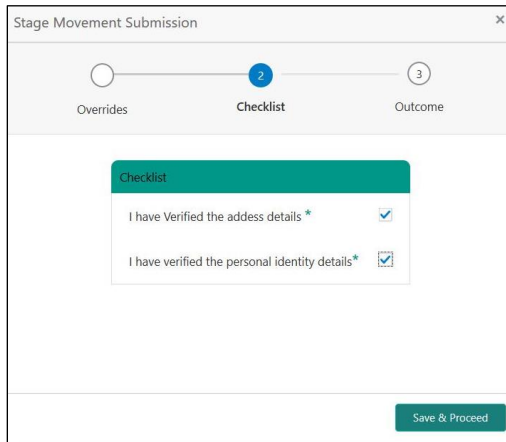 Stage Movement Submission ×
2 3
Overrides Checklist Outcome
Checklist
I have Verified the addess details *
I have verified the personal identity details*
Save & Proceed